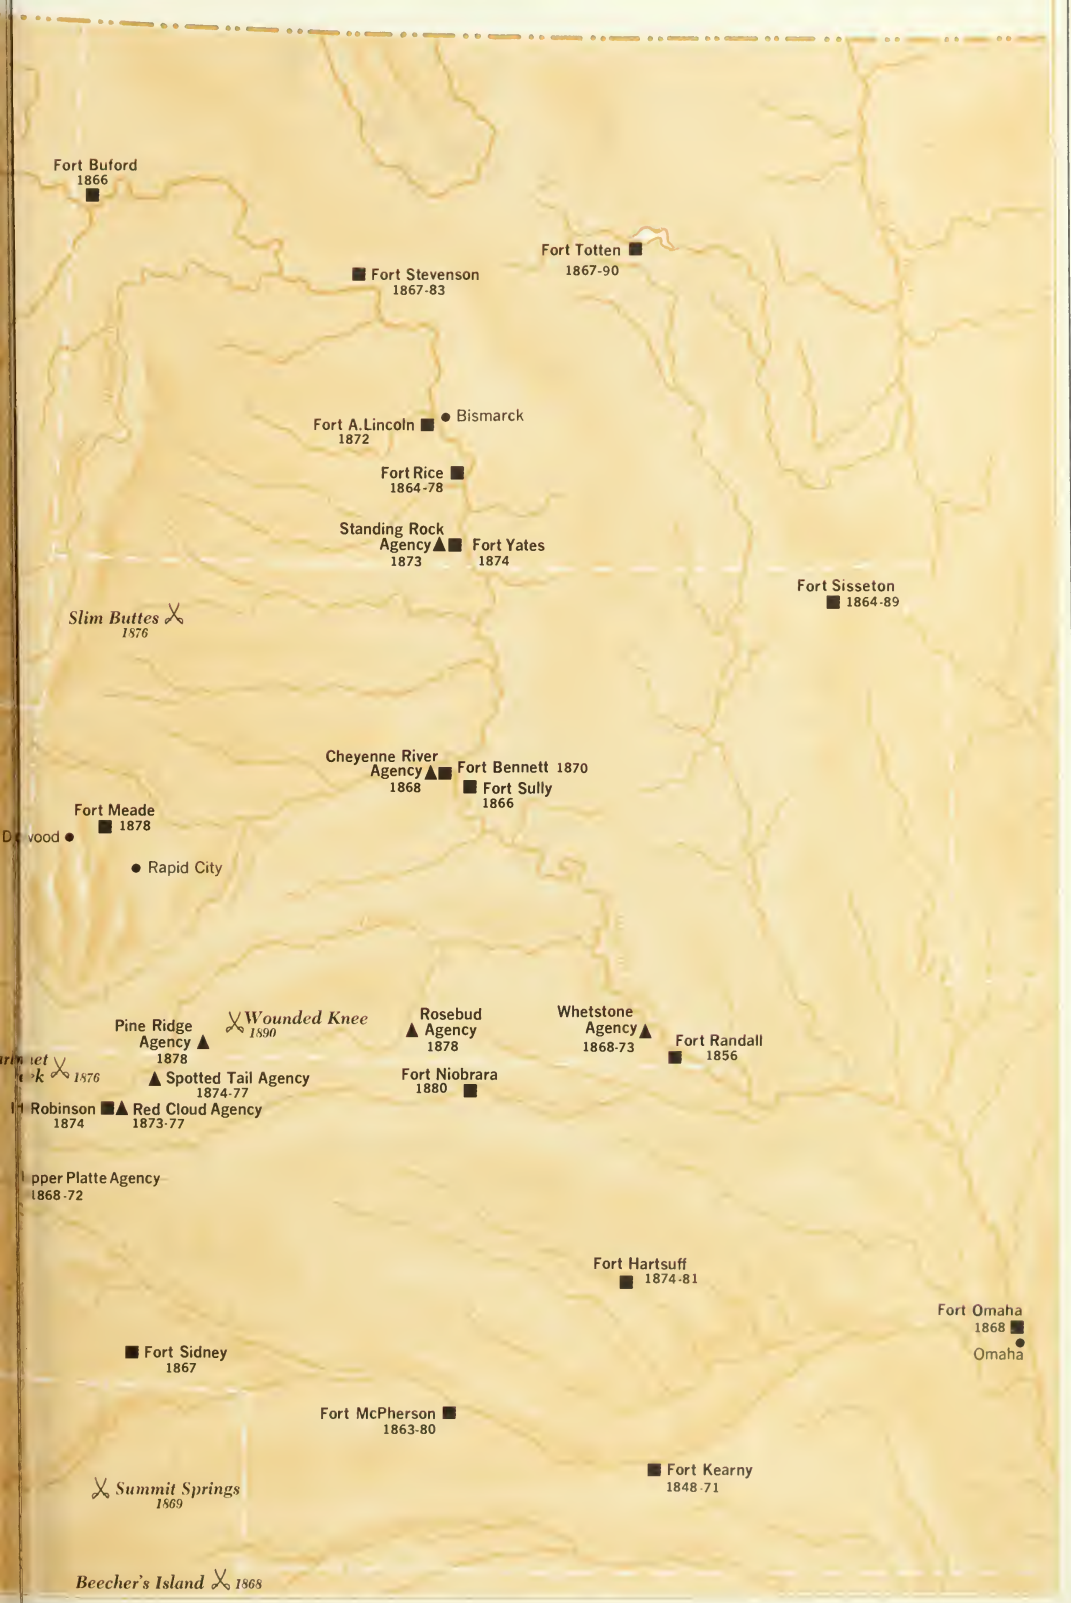 Fort Buford
1866
Fort Totten
1867-90
Fort Stevenson
1867-83
Bismarck
Fort A. Lincoln
1872
Fort Rice
1864-78
Standing Rock
Agency
1873
Fort Yates
1874
Fort Sisseton
1864-89
Slim Buttes
1876
Cheyenne River
Agency
1868
Fort Bennett 1870
Fort Sully
1866
Fort Meade
1878
Rapid City
Wounded Knee
1890
Pine Ridge
Agency
1878
Rosebud
Agency
1878
Whetstone
Agency
1868-73
Fort Randall
1856
1876
Spotted Tail Agency
1874-77
Fort Niobrara
1880
Robinson
1874
Red Cloud Agency
1873-77
pper Platte Agency
1868-72
Fort Hartsuff
1874-81
Fort Omaha
1868
Omaha
Fort Sidney
1867
Fort McPherson
1863-80
Fort Kearny
1848-71
Summit Springs
1869
Beecher's Island 1868